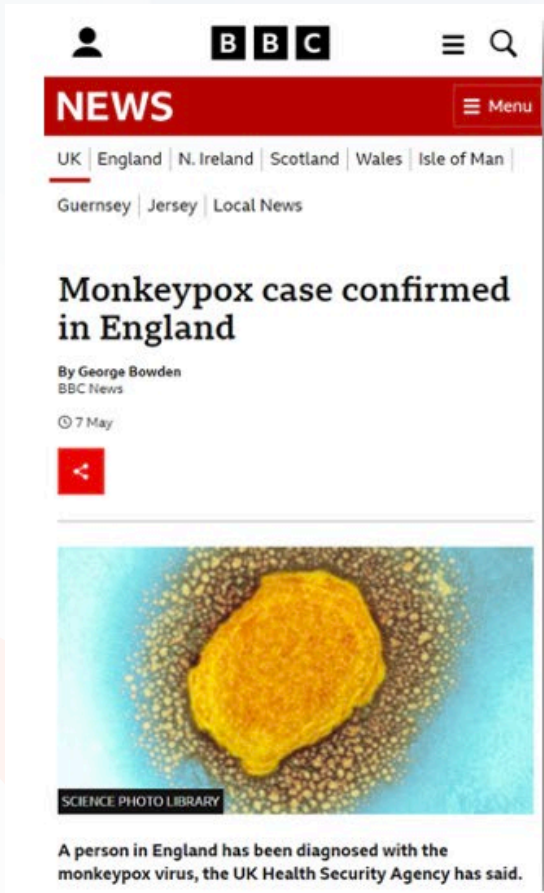 BBC
NEWS
Menu
UK England N. Ireland Scotland Wales Isle of Man
Guernsey Jersey Local News
Monkeypox case confirmed
in England
By George Bowden
BBC News
7 May
SCIENCE PHOTO LIBRARY
A person in England has been diagnosed with the
monkeypox virus, the UK Health Security Agency has said.